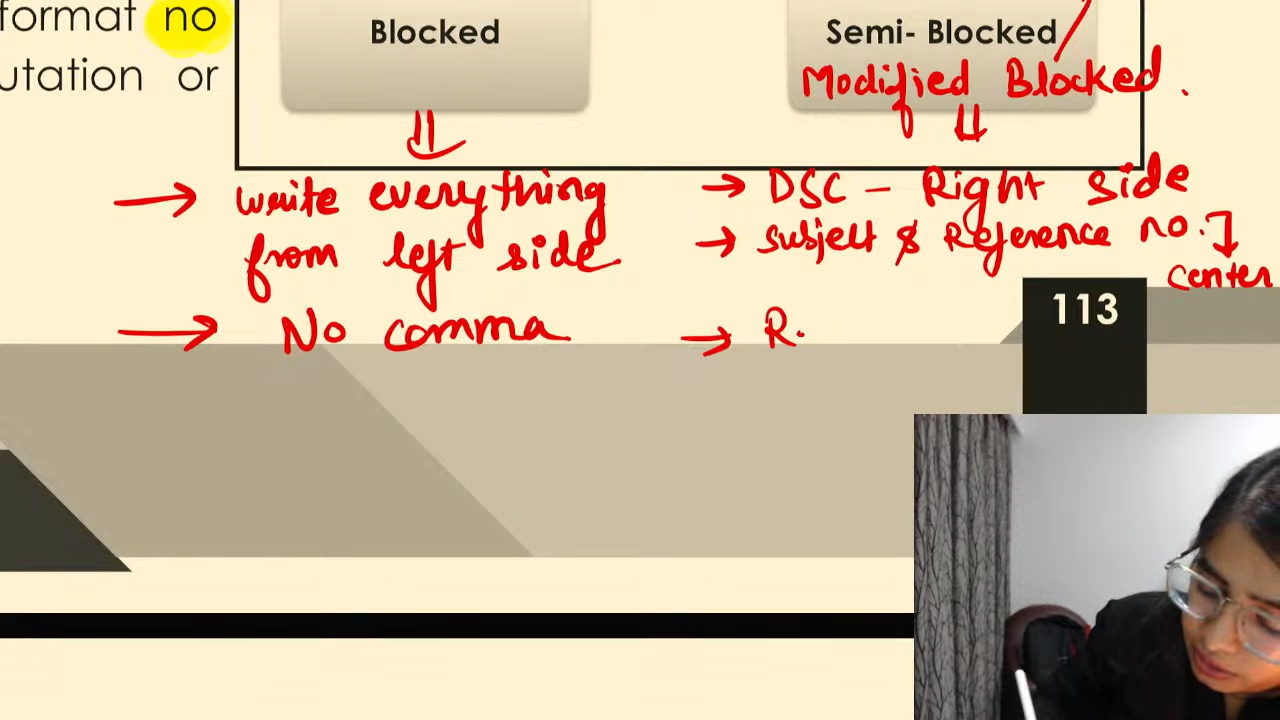 format no
utation or
Blocked
Semi- Blocked
Modified Blocked.
→ write everything
from left side
→ No comma
→ DSC - Right side
→ Subject & Reference no.]
center
→ R.
113